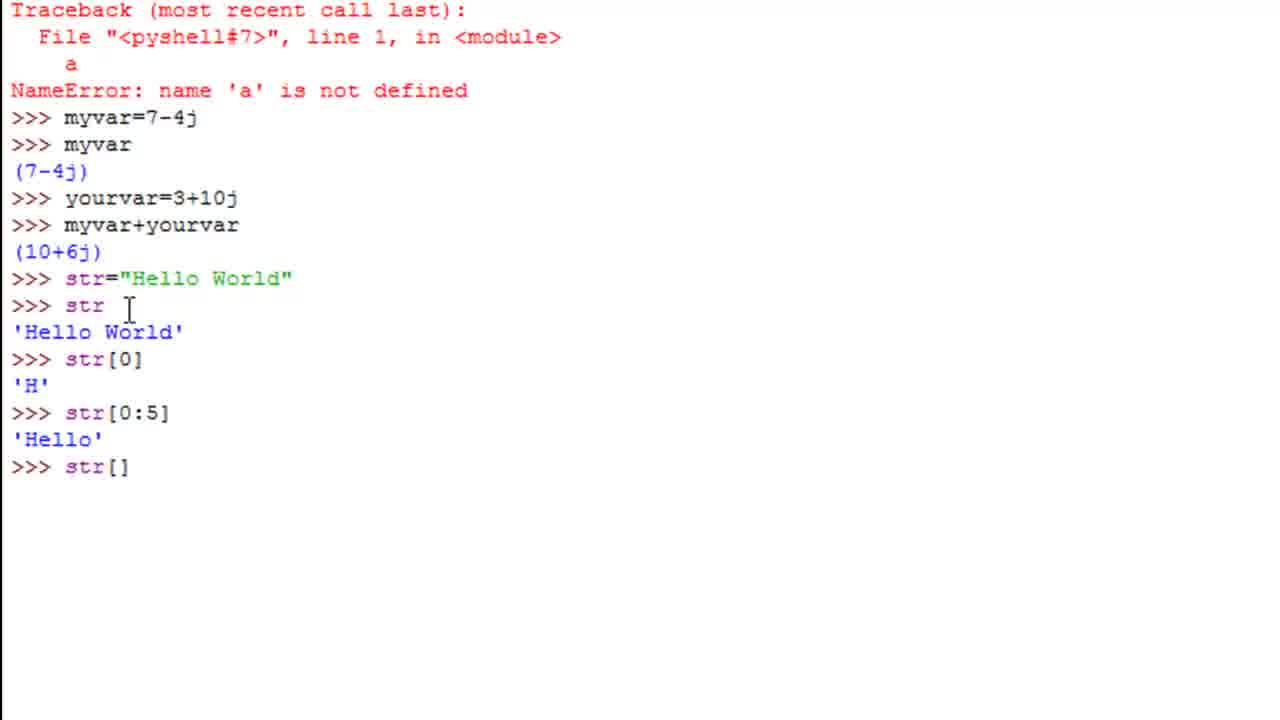 Traceback (most recent call last):
  File "<pyshell#7>", line 1, in <module>
    a
NameError: name 'a' is not defined
>>> myvar=7-4j
>>> myvar
(7-4j)
>>> yourvar=3+10j
>>> myvar+yourvar
(10+6j)
>>> str="Hello World"
>>> str
'Hello World'
>>> str[0]
'H'
>>> str[0:5]
'Hello'
>>> str[]